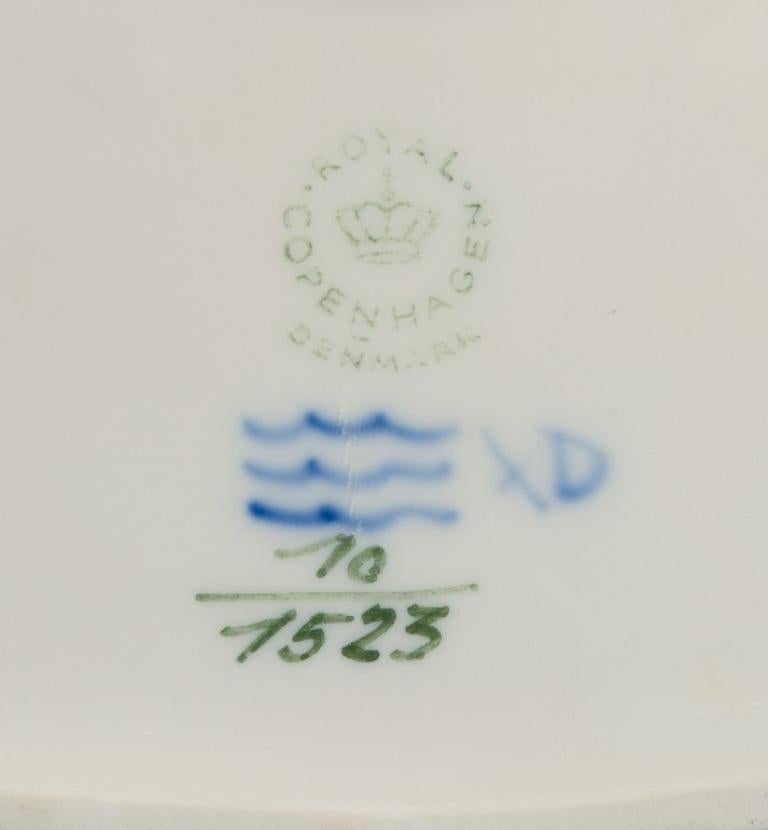 ROYAL
COPENHAGEN
DENMARK
XD
10
1523